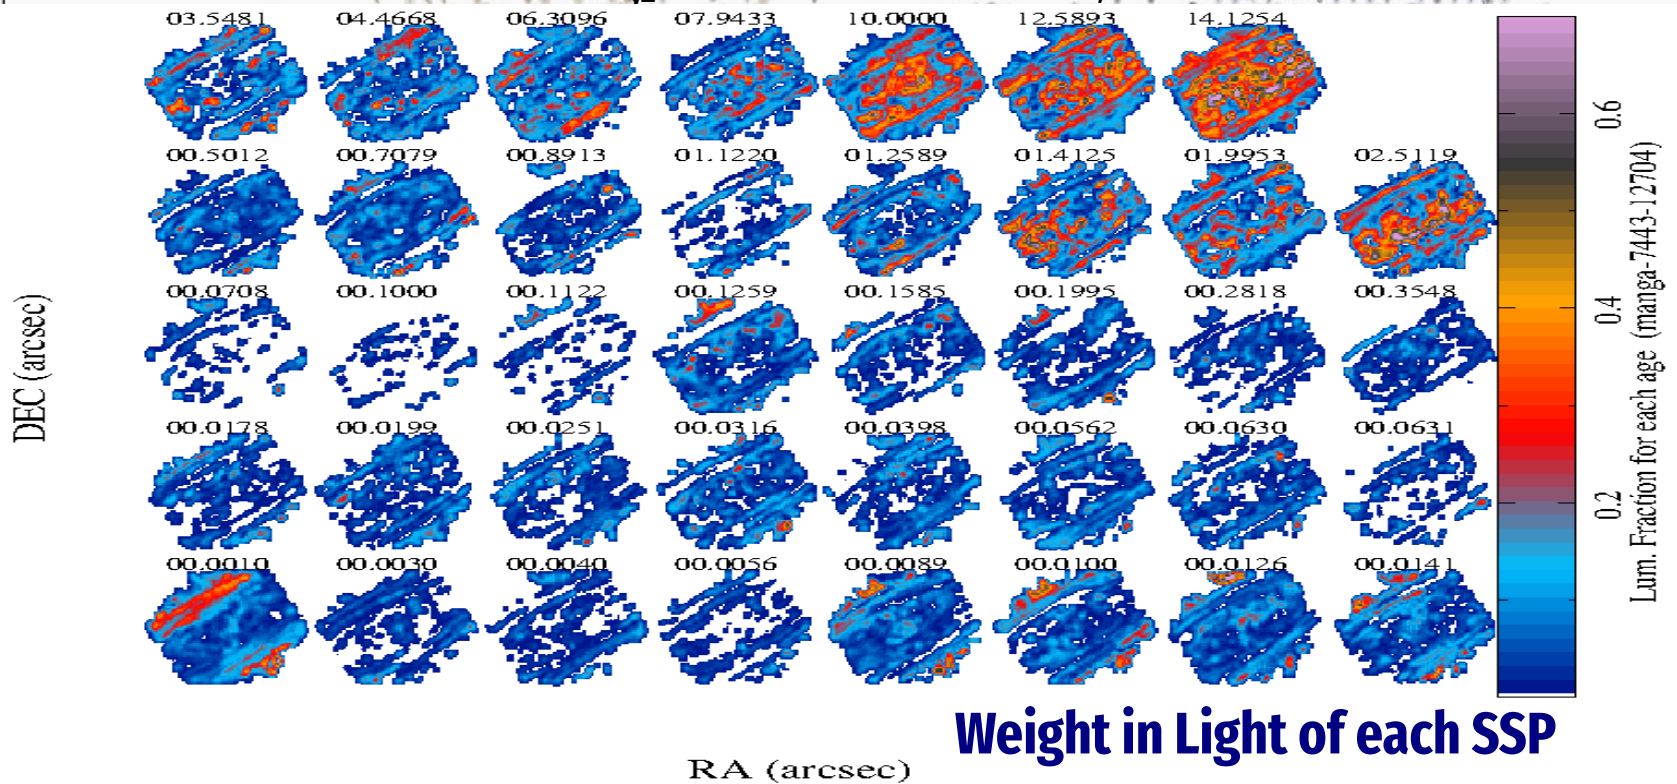 03.5481 04.4668 06.3096 07.9433 10.0000 12.5893 14.1254
00.5012 00.7079 00.8913 01.1220 01.2589 01.4125 01.9953 02.5119
00.0708 00.1000 00.1122 00.1259 00.1585 00.1995 00.2818 00.3548
00.0178 00.0199 00.0251 00.0316 00.0398 00.0562 00.0630 00.0631
00.0010 00.0030 00.0040 00.0056 00.0089 00.0100 00.0126 00.0141
DEC (arcsec)
RA (arcsec)
0.6
0.4
0.2
Lum. Fraction for each age (manga-7443-12704)
Weight in Light of each SSP